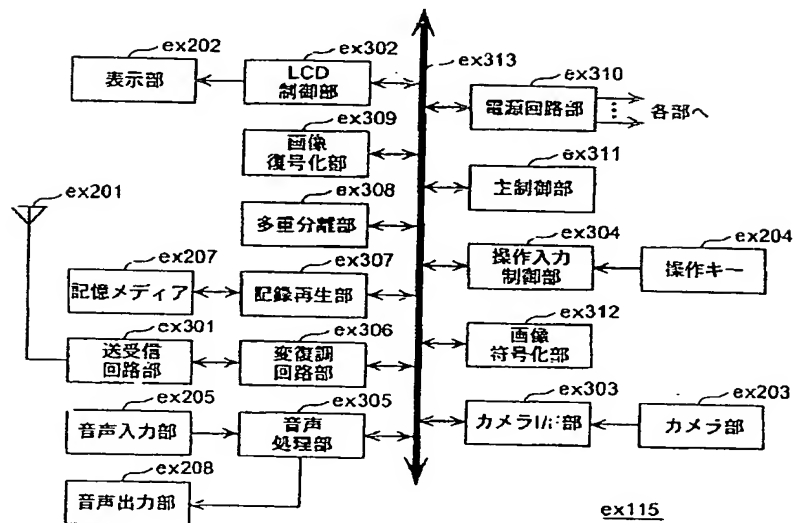 ex202
表示部
ex302
LCD
制御部
ex313
ex310
電源回路部
各部へ
ex309
画像
復号化部
ex311
主制御部
ex201
ex308
多重分離部
ex304
操作入力
制御部
ex204
操作キー
ex207
記憶メディア
ex307
記録再生部
ex312
画像
符号化部
ex301
送受信
回路部
ex306
変復調
回路部
ex205
音声入力部
ex305
音声
処理部
ex303
カメラI/F部
ex203
カメラ部
ex208
音声出力部
ex115